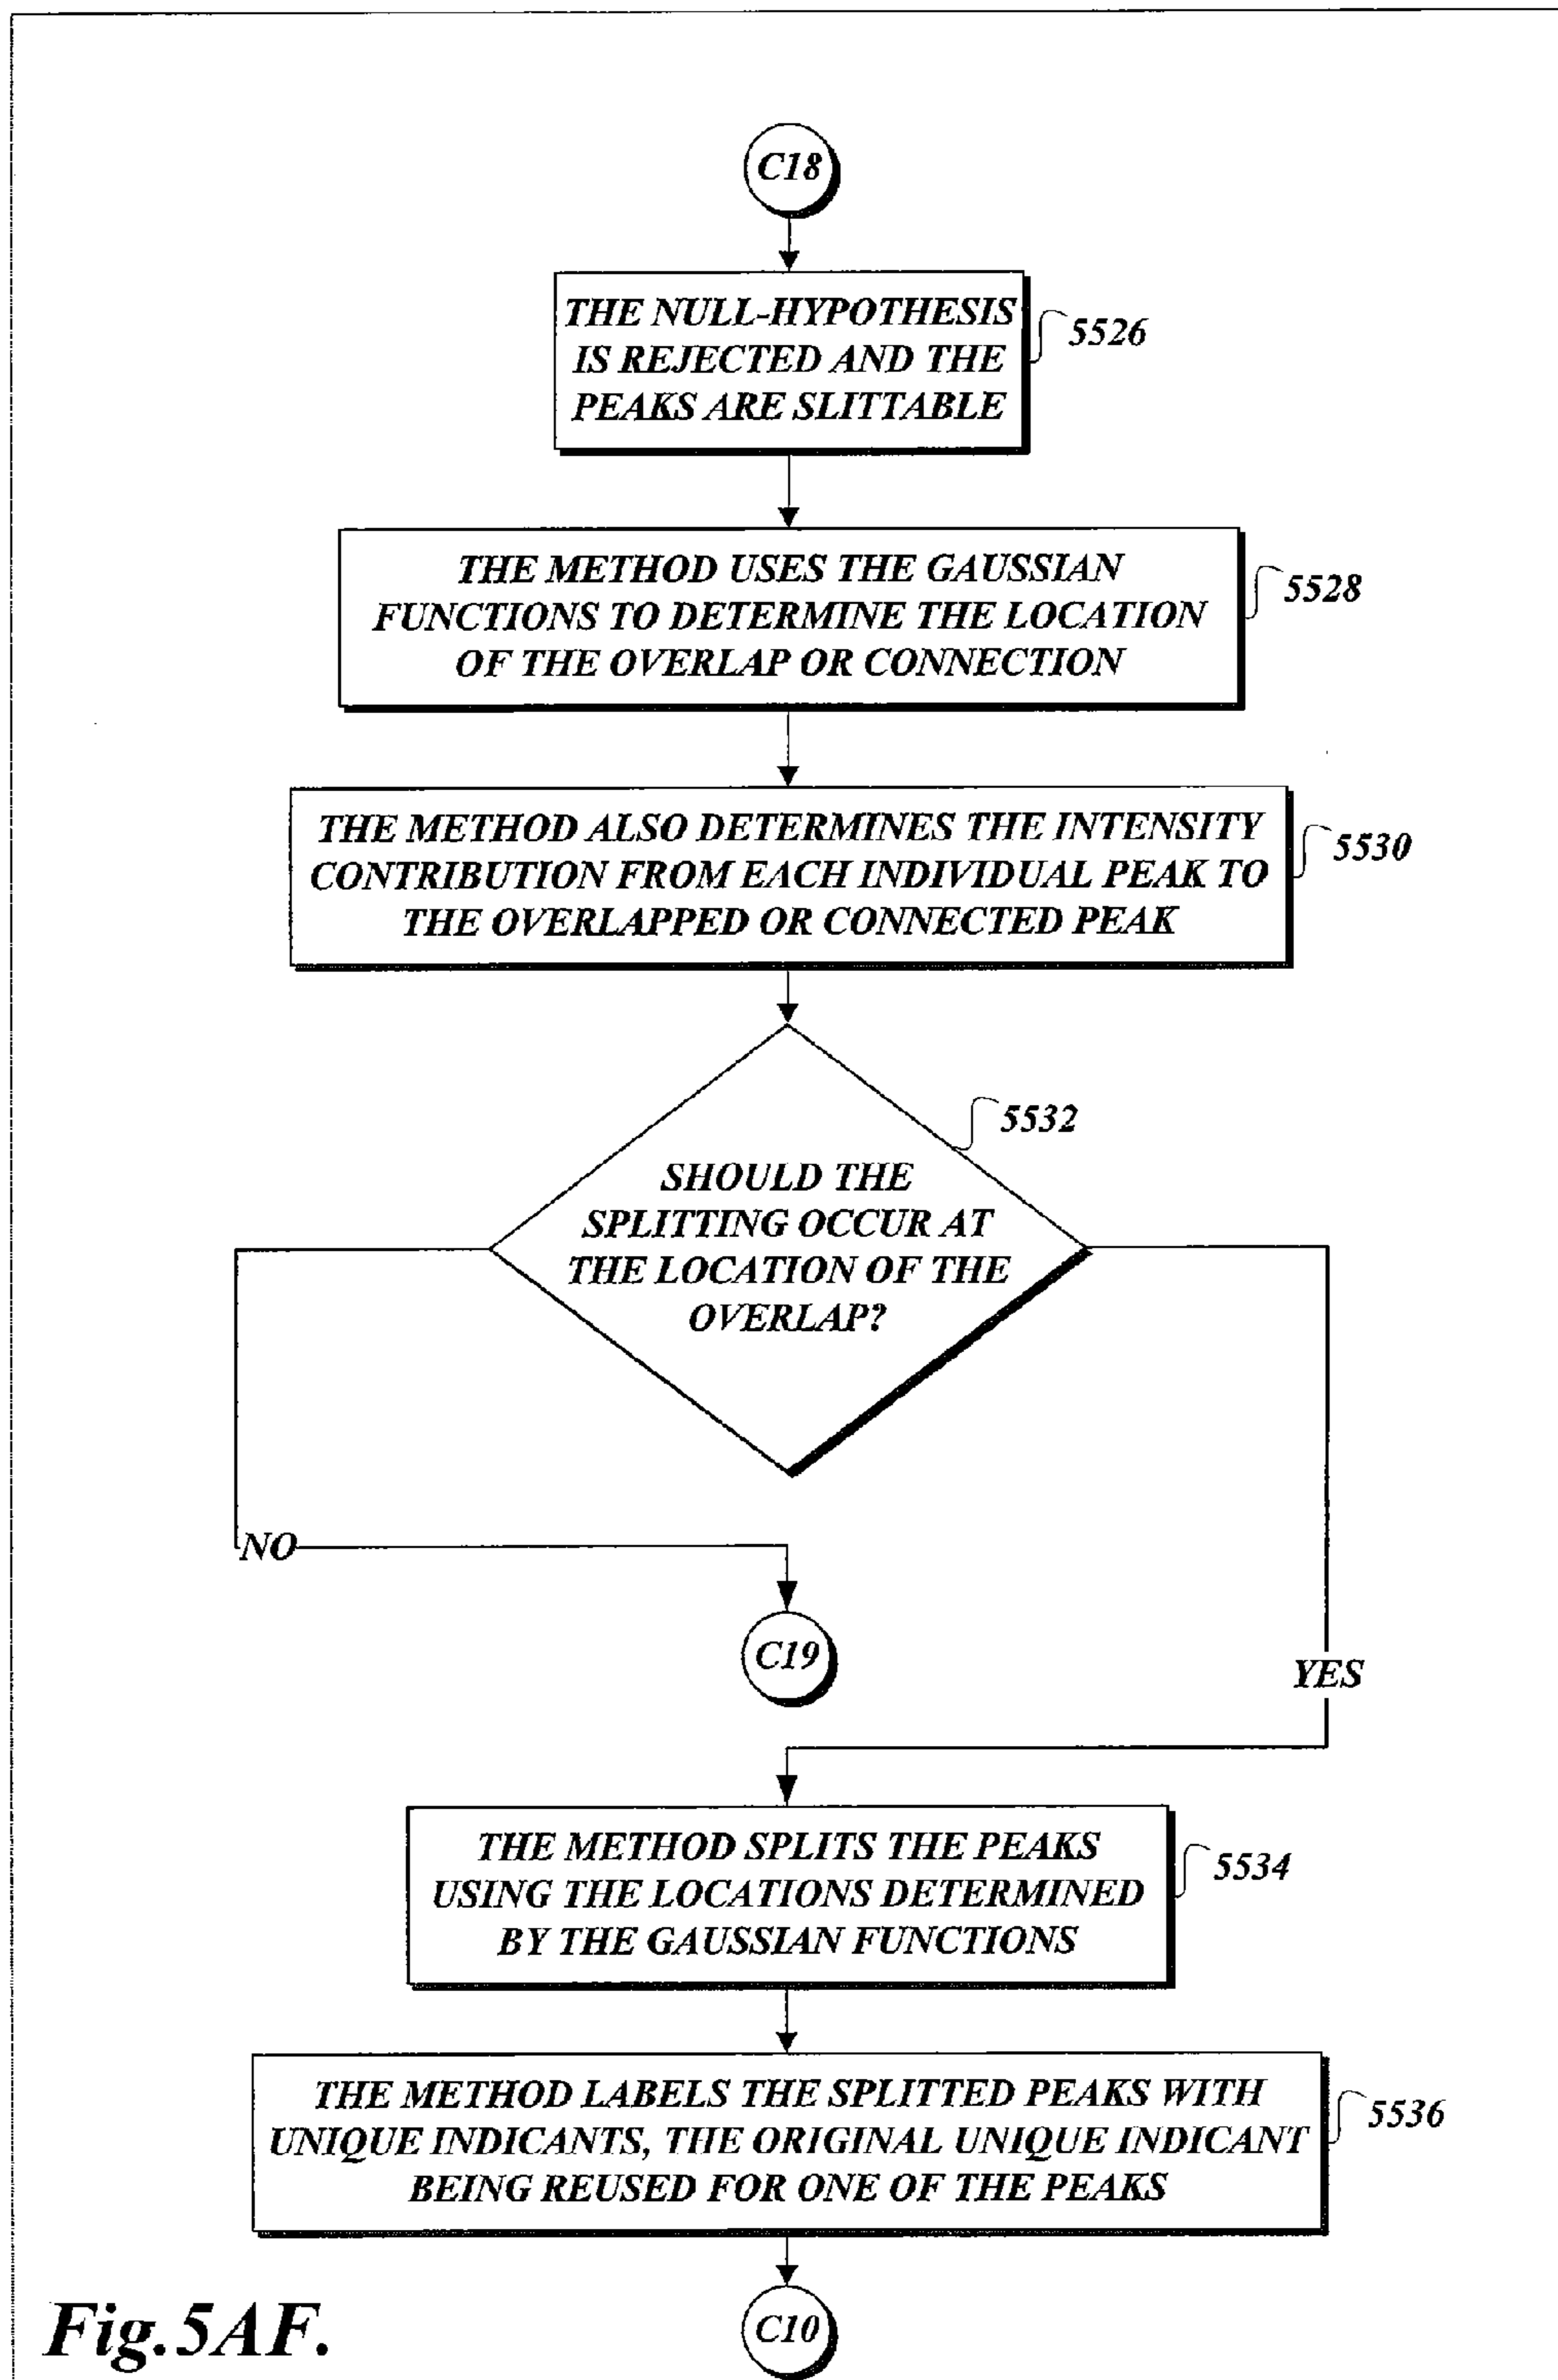 C18
THE NULL-HYPOTHESIS
IS REJECTED AND THE
PEAKS ARE SLITTABLE
5526
THE METHOD USES THE GAUSSIAN
FUNCTIONS TO DETERMINE THE LOCATION
OF THE OVERLAP OR CONNECTION
5528
THE METHOD ALSO DETERMINES THE INTENSITY
CONTRIBUTION FROM EACH INDIVIDUAL PEAK TO
THE OVERLAPPED OR CONNECTED PEAK
5530
SHOULD THE
SPLITTING OCCUR AT
THE LOCATION OF THE
OVERLAP?
5532
NO
C19
YES
THE METHOD SPLITS THE PEAKS
USING THE LOCATIONS DETERMINED
BY THE GAUSSIAN FUNCTIONS
5534
THE METHOD LABELS THE SPLITTED PEAKS WITH
UNIQUE INDICANTS, THE ORIGINAL UNIQUE INDICANT
BEING REUSED FOR ONE OF THE PEAKS
5536
C10
Fig.5AF.